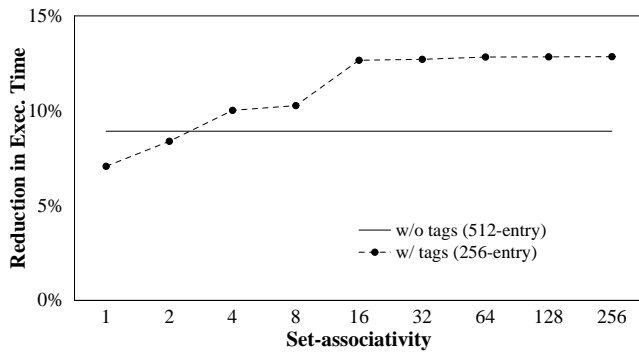 15%
10%
5%
0%
Reduction in Exec. Time
w/o tags (512-entry)
w/ tags (256-entry)
1 2 4 8 16 32 64 128 256
Set-associativity